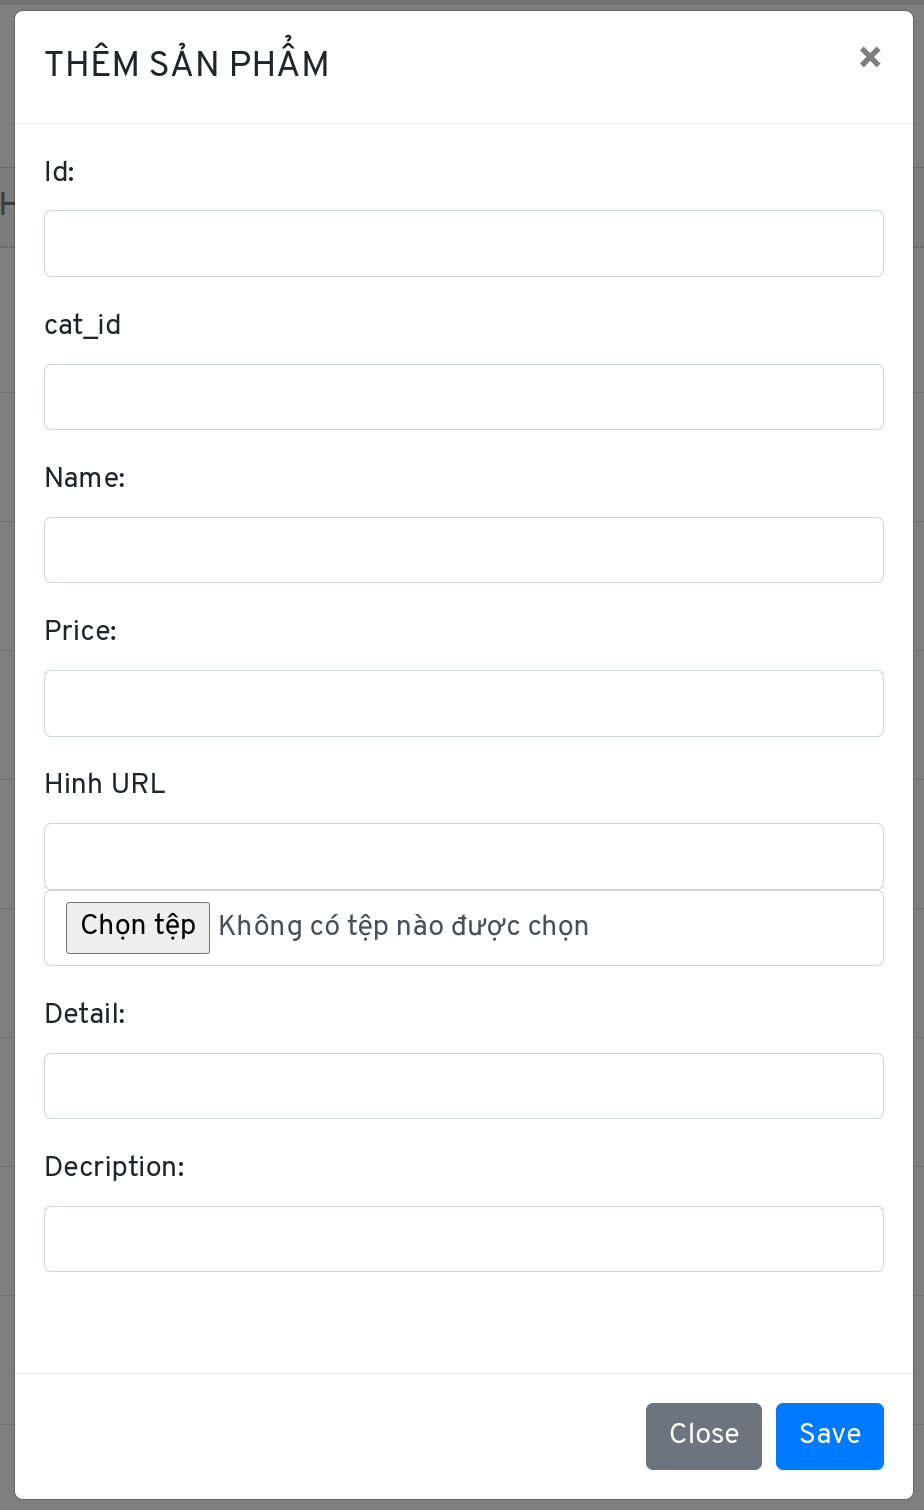 THÊM SẢN PHẨM
×
Id:
cat_id
Name:
Price:
Hinh URL
Chọn tệp Không có tệp nào được chọn
Detail:
Decription:
Close Save